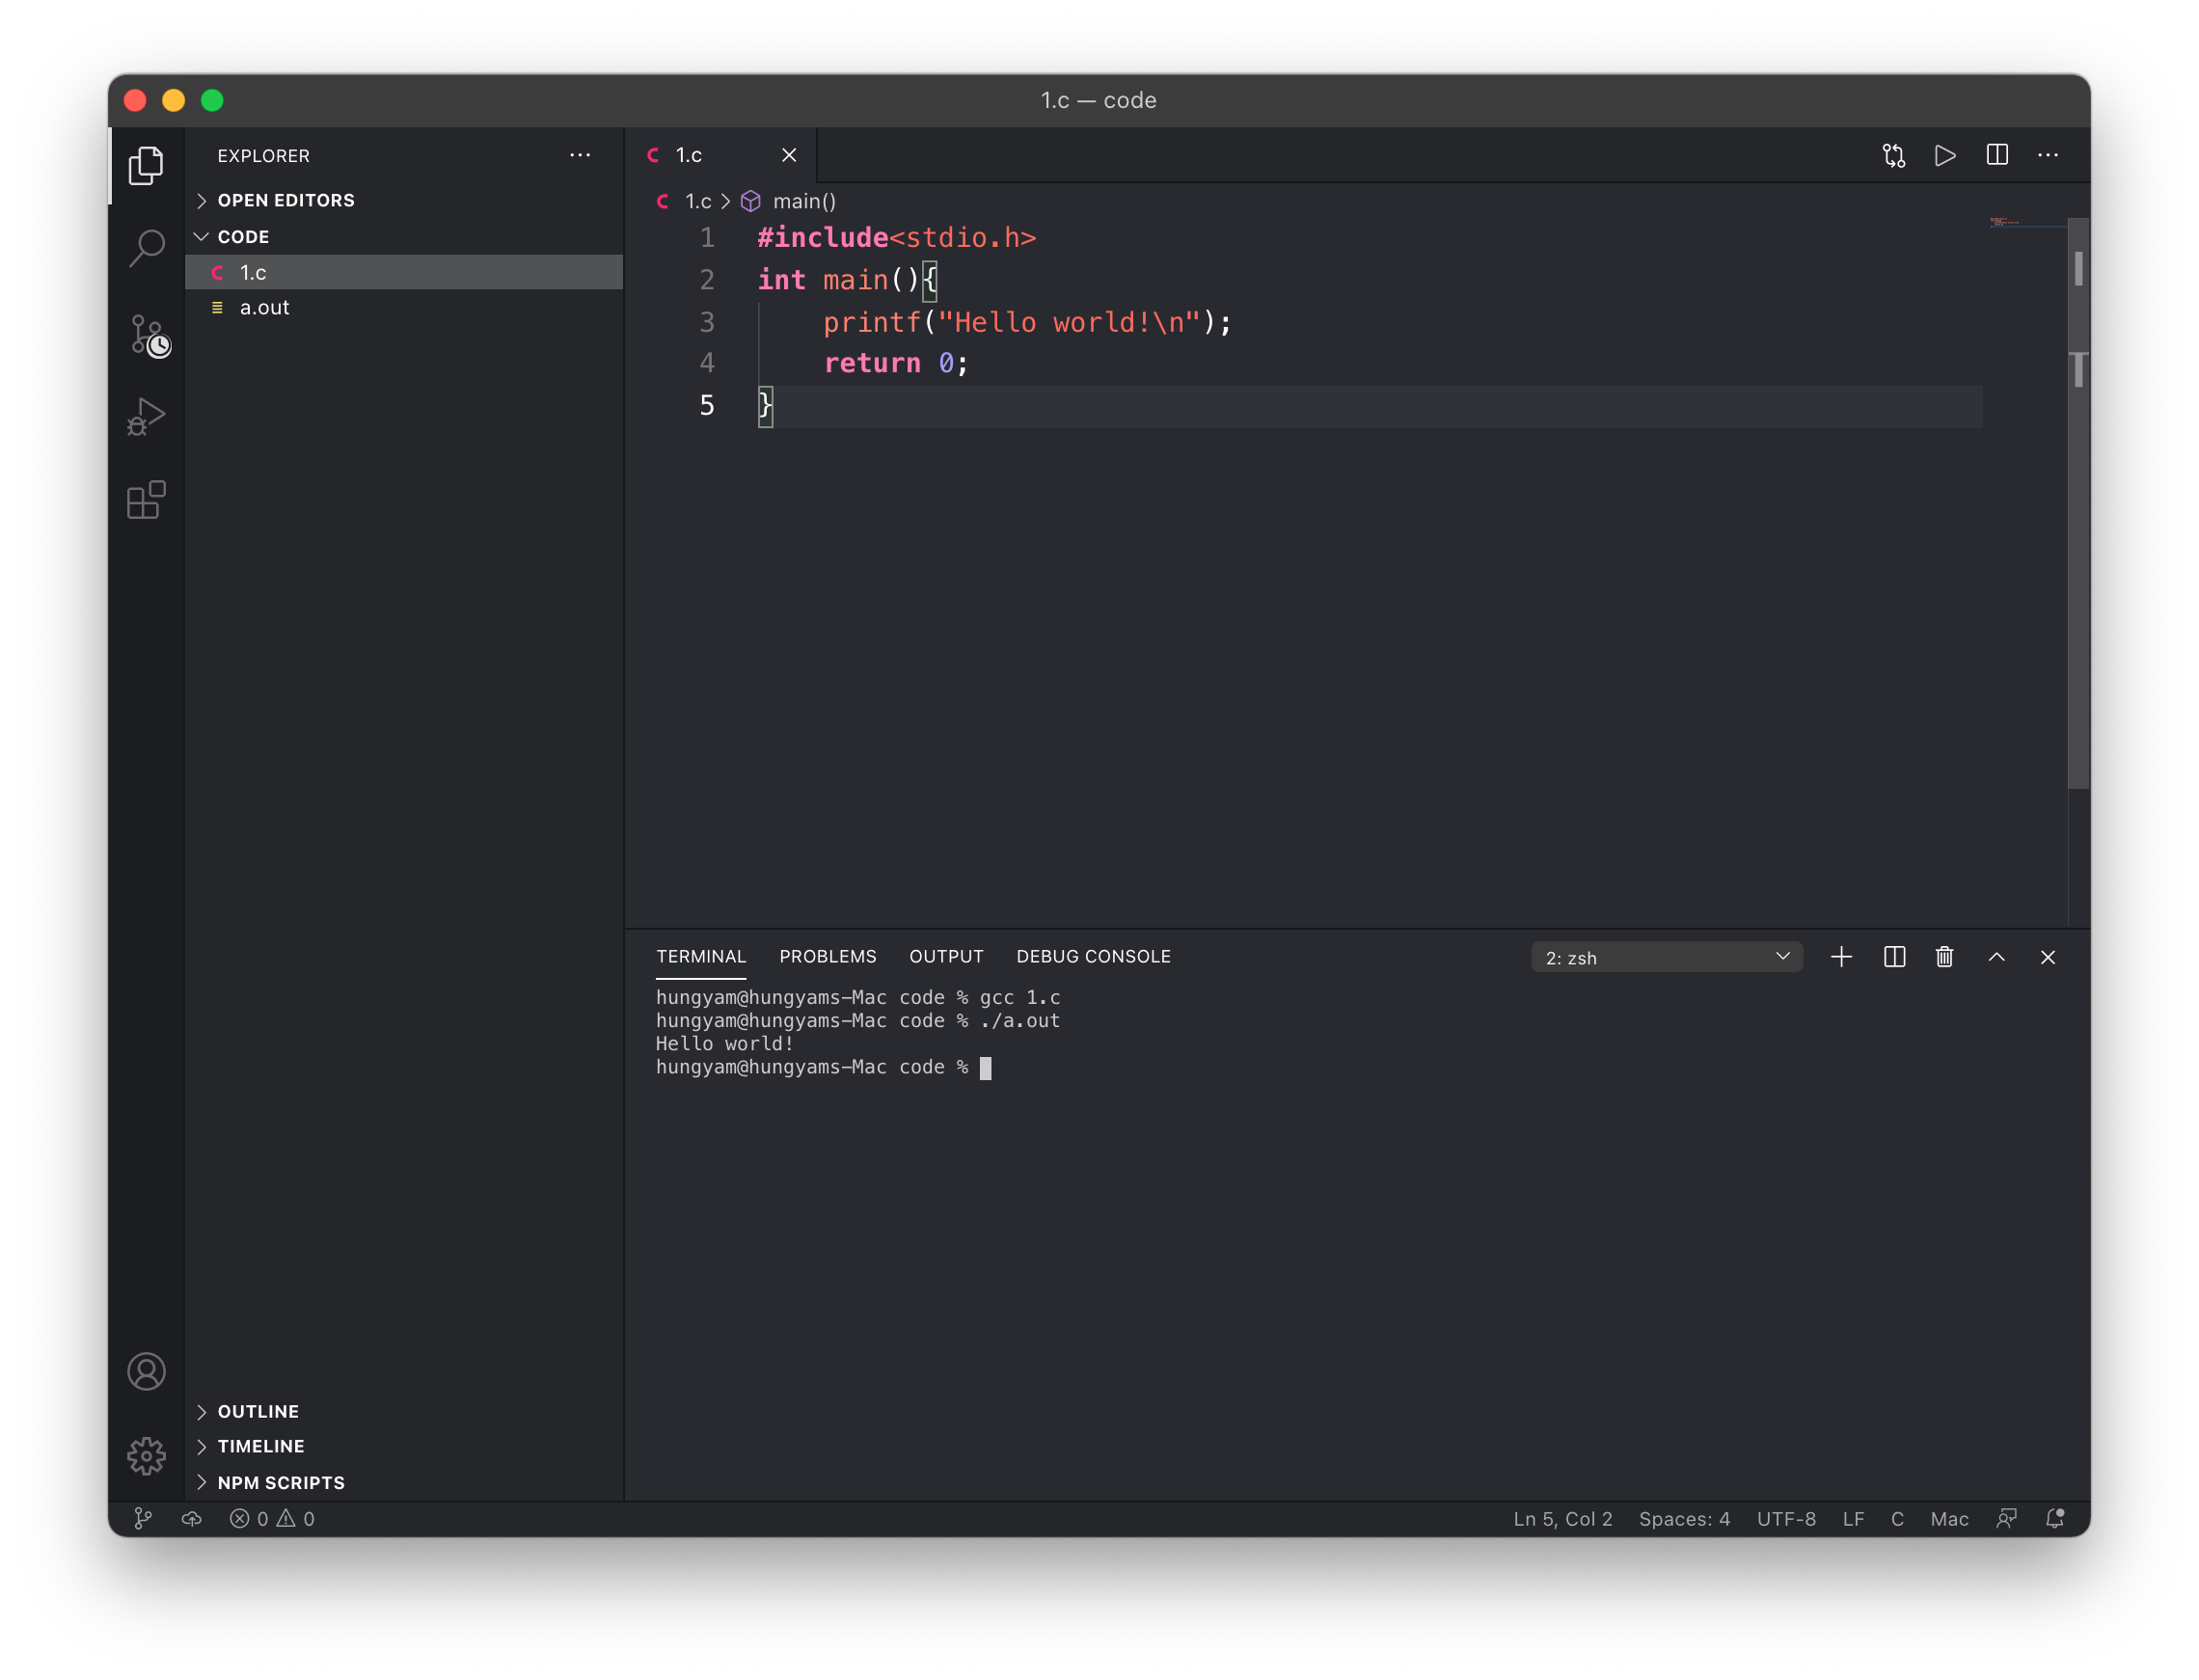 1.c — code
EXPLORER
OPEN EDITORS
CODE
1.c
a.out
OUTLINE
TIMELINE
NPM SCRIPTS
1.c
1.c main()
1 #include<stdio.h>
2 int main(){
3 printf("Hello world!\n");
4 return 0;
5 }
TERMINAL PROBLEMS OUTPUT DEBUG CONSOLE 2: zsh
hungyam@hungyams-Mac code % gcc 1.c
hungyam@hungyams-Mac code % ./a.out
Hello world!
hungyam@hungyams-Mac code %
0 0 Ln 5, Col 2 Spaces: 4 UTF-8 LF C Mac